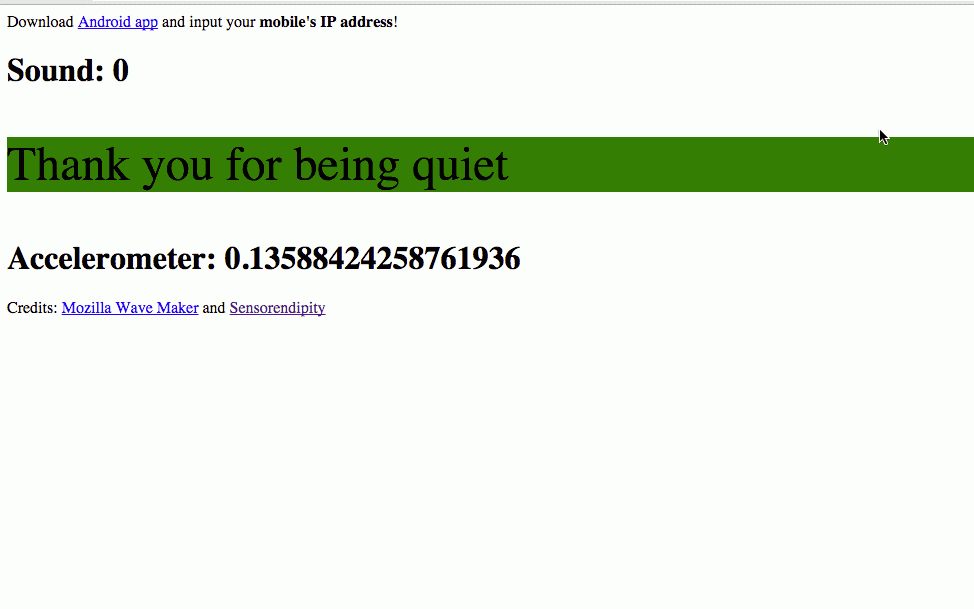 Download Android app and input your mobile's IP address!
Sound: 0
Thank you for being quiet
Accelerometer: 0.13588424258761936
Credits: Mozilla Wave Maker and Sensorendipity